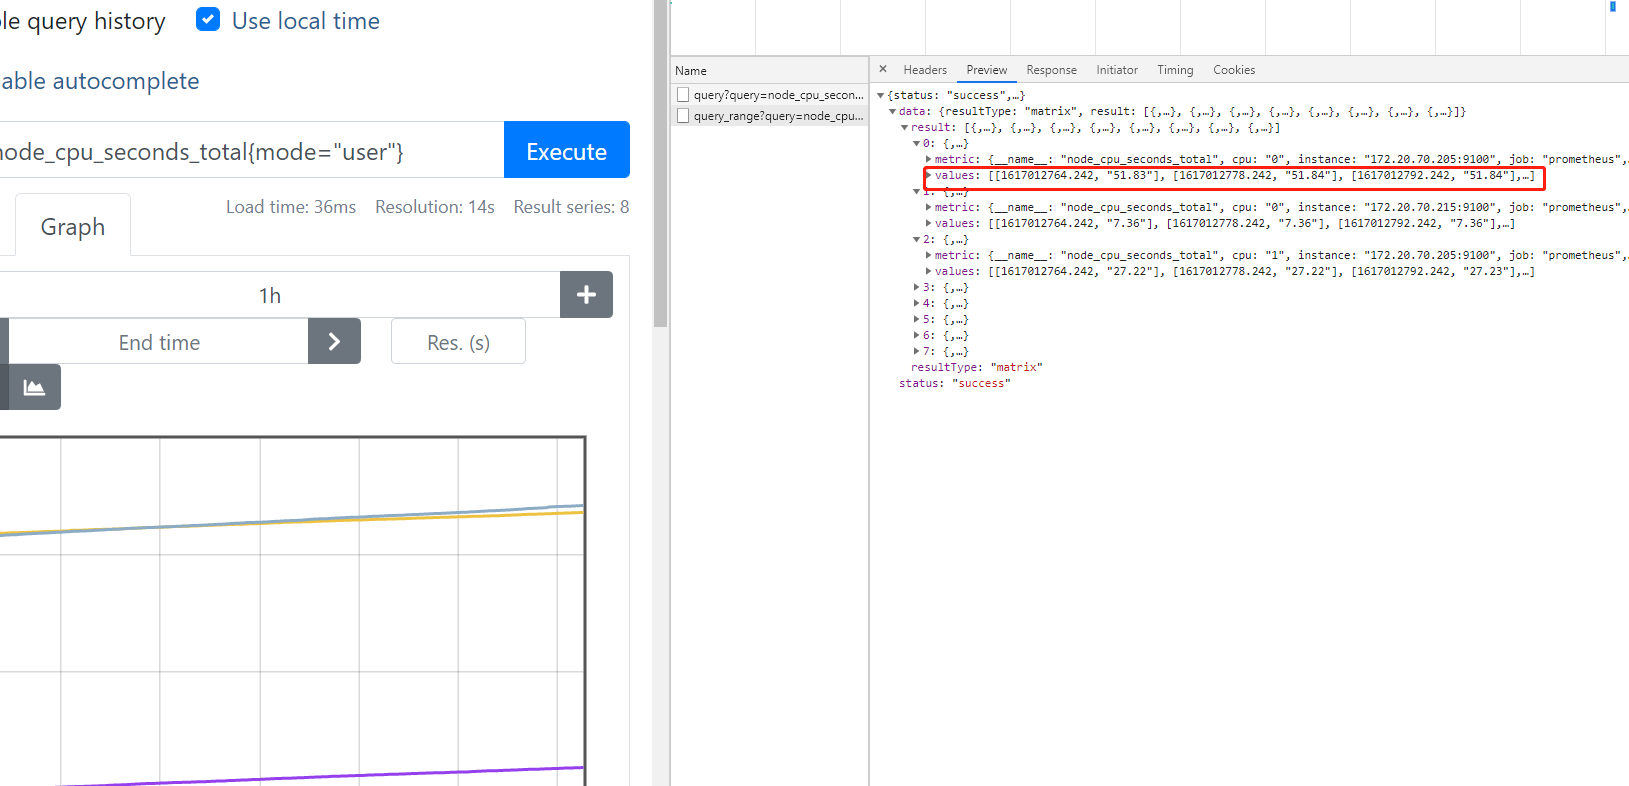 le query history
Use local time
able autocomplete
node_cpu_seconds_total{mode="user"}
Execute
Load time: 36ms Resolution: 14s Result series: 8
Graph
1h
+
End time
Res. (s)
Name
query?query=node_cpu_secon...
query_range?query=node_cpu...
× Headers Preview Response Initiator Timing Cookies
▼{status: "success",…}
▼data: {resultType: "matrix", result: [{,…}, {,…}, {,…}, {,…}, {,…}, {,…}, {,…}, {,…}]}
▼result: [{,…}, {,…}, {,…}, {,…}, {,…}, {,…}, {,…}, {,…}]
▼0: {,…}
▶metric: {__name__: "node_cpu_seconds_total", cpu: "0", instance: "172.20.70.205:9100", job: "prometheus",…
▶values: [[1617012764.242, "51.83"], [1617012778.242, "51.84"], [1617012792.242, "51.84"],…]
▼1: {,…}
▶metric: {__name__: "node_cpu_seconds_total", cpu: "0", instance: "172.20.70.215:9100", job: "prometheus",…
▶values: [[1617012764.242, "7.36"], [1617012778.242, "7.36"], [1617012792.242, "7.36"],…]
▼2: {,…}
▶metric: {__name__: "node_cpu_seconds_total", cpu: "1", instance: "172.20.70.205:9100", job: "prometheus",…
▶values: [[1617012764.242, "27.22"], [1617012778.242, "27.22"], [1617012792.242, "27.23"],…]
▶3: {,…}
▶4: {,…}
▶5: {,…}
▶6: {,…}
▶7: {,…}
resultType: "matrix"
status: "success"